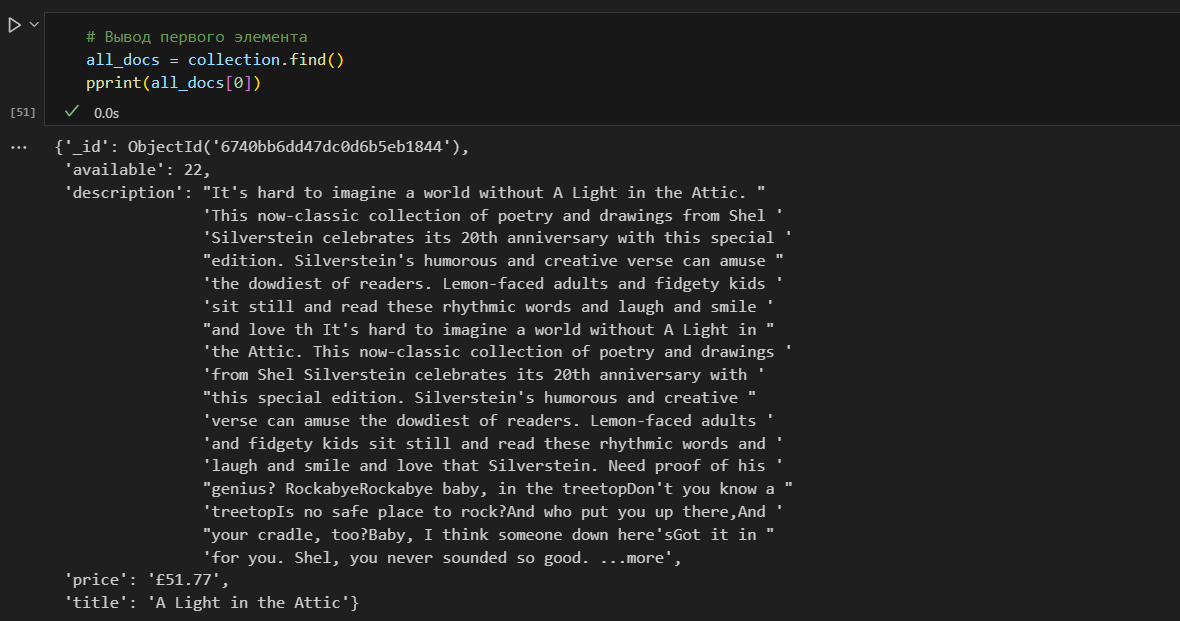 # Вывод первого элемента
all_docs = collection.find()
pprint(all_docs[0])
[51] 0.0s
... {'_id': ObjectId('6740bb6dd47dc0d6b5eb1844'),
'available': 22,
'description': "It's hard to imagine a world without A Light in the Attic. "
'This now-classic collection of poetry and drawings from Shel '
'Silverstein celebrates its 20th anniversary with this special '
"edition. Silverstein's humorous and creative verse can amuse "
'the dowdiest of readers. Lemon-faced adults and fidgety kids '
'sit still and read these rhythmic words and laugh and smile '
"and love th It's hard to imagine a world without A Light in "
'the Attic. This now-classic collection of poetry and drawings '
'from Shel Silverstein celebrates its 20th anniversary with '
"this special edition. Silverstein's humorous and creative "
'verse can amuse the dowdiest of readers. Lemon-faced adults '
'and fidgety kids sit still and read these rhythmic words and '
'laugh and smile and love that Silverstein. Need proof of his '
"genius? RockabyeRockabye baby, in the treetopDon't you know a "
'treetopIs no safe place to rock?And who put you up there,And '
"your cradle, too?Baby, I think someone down here'sGot it in "
'for you. Shel, you never sounded so good. ...more',
'price': '£51.77',
'title': 'A Light in the Attic'}